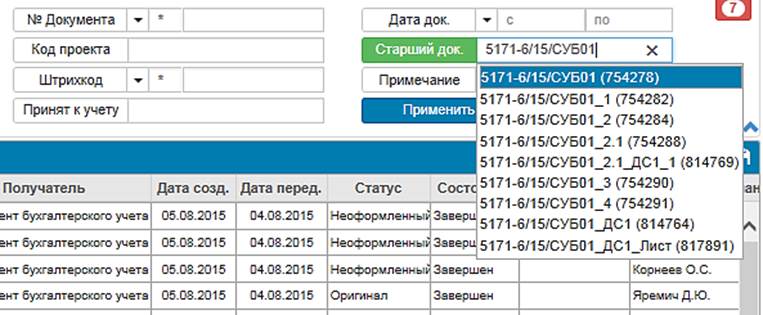 № Документа * Дата док. с по 7
Код проекта Старший док. 5171-6/15/СУБ01
Штрихкод * Примечание
Принят к учету Применить
5171-6/15/СУБ01 (754278)
5171-6/15/СУБ01_1 (754282)
5171-6/15/СУБ01_2 (754284)
5171-6/15/СУБ01_2.1 (754288)
5171-6/15/СУБ01_2.1_ДС1_1 (814769)
5171-6/15/СУБ01_3 (754290)
5171-6/15/СУБ01_4 (754291)
5171-6/15/СУБ01_ДС1 (814764)
5171-6/15/СУБ01_ДС1_Лист (817891)
Получатель Дата созд. Дата перед. Статус Состо
ент бухгалтерского учета 05.08.2015 04.08.2015 Неоформленный Заверш
ент бухгалтерского учета 05.08.2015 04.08.2015 Неоформленный Заверш
ент бухгалтерского учета 05.08.2015 04.08.2015 Неоформленный Завершен Корнеев О.С.
ент бухгалтерского учета 05.08.2015 04.08.2015 Оригинал Завершен Яремич Д.Ю.